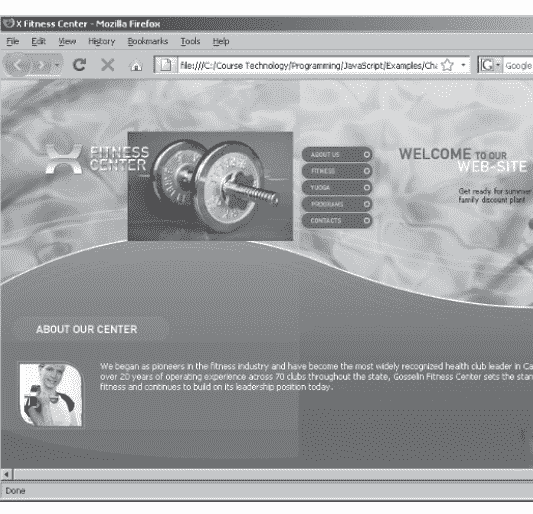 X Fitness Center - Mozilla Firefox
File Edit View History Bookmarks Tools Help
file:///C:/Course Technology/Programming/JavaScript/Examples/Cha G Google
FITNESS
CENTER
ABOUT US
FITNESS
YUOGA
PROGRAMS
CONTACTS
WELCOME TO OUR
WEB-SITE
Get ready for summer
family discount plan!
ABOUT OUR CENTER
We began as pioneers in the fitness industry and have become the most widely recognized health club leader in Ca
over 20 years of operating experience across 70 clubs throughout the state, Gosselin Fitness Center sets the stan
fitness and continues to build on its leadership position today.
Done